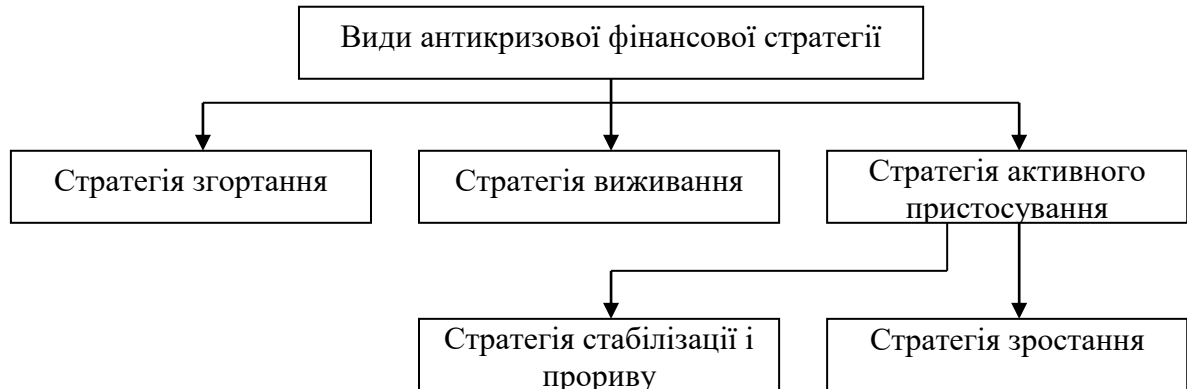 Види антикризової фінансової стратегії
Стратегія згортання
Стратегія виживання
Стратегія активного
пристосування
Стратегія стабілізації і
прориву
Стратегія зростання